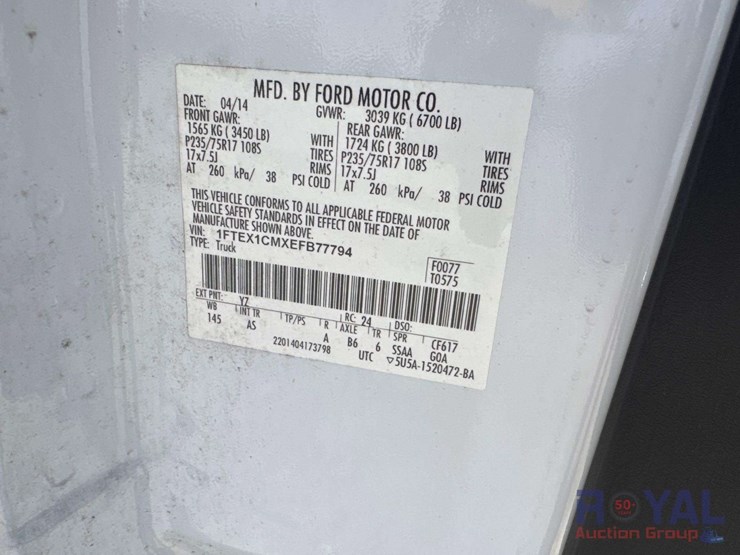 MFD. BY FORD MOTOR CO.
DATE: 04/14 GVWR: 3039 KG ( 6700 LB)
FRONT GAWR: REAR GAWR:
1565 KG ( 3450 LB) WITH 1724 KG ( 3800 LB) WITH
P235/75R17 108S TIRES P235/75R17 108S TIRES
17x7.5J RIMS 17x7.5J RIMS
AT 260 kPa/ 38 PSI COLD AT 260 kPa/ 38 PSI COLD
THIS VEHICLE CONFORMS TO ALL APPLICABLE FEDERAL MOTOR
VEHICLE SAFETY STANDARDS IN EFFECT ON THE DATE OF
MANUFACTURE SHOWN ABOVE.
VIN: 1FTEX1CMXEFB77794
TYPE: Truck
F0077
T0575
EXT PNT: YZ RC: 24 DSO:
WB INT TR TP/PS R AXLE TR SPR CF617
145 AS A B6 6 SSAA GOA
2201404173798 UTC ▽5U5A-1520472-BA
ROYAL
50
Auction Group